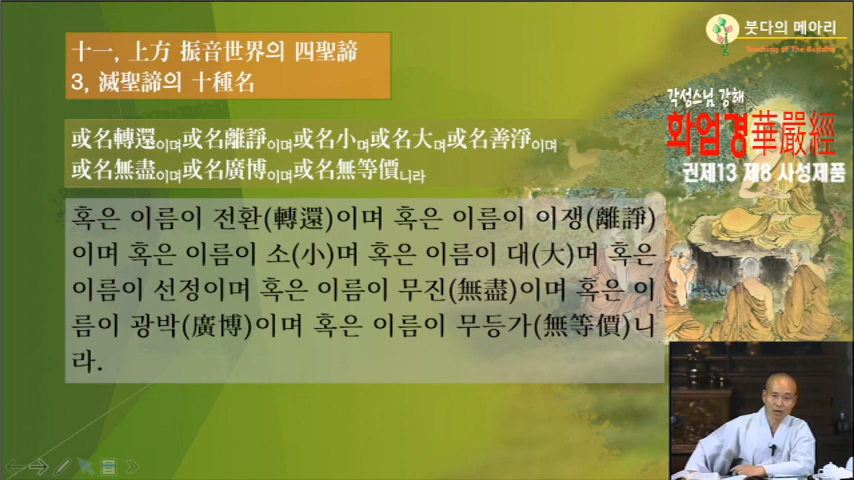 十一, 上方 振音世界의 四聖諦
3, 滅聖諦의 十種名
붓다의 메아리
Teaching of The Buddha
각성스님 강해
화엄경華嚴經
권제13 제8 사성제품
或名轉還이며或名離諍이며或名小며或名大며或名善淨이며
或名無盡이며或名廣博이며或名無等價니라
혹은 이름이 전환(轉還)이며 혹은 이름이 이쟁(離諍)
이며 혹은 이름이 소(小)며 혹은 이름이 대(大)며 혹은
이름이 선정이며 혹은 이름이 무진(無盡)이며 혹은 이
름이 광박(廣博)이며 혹은 이름이 무등가(無等價)니
라.